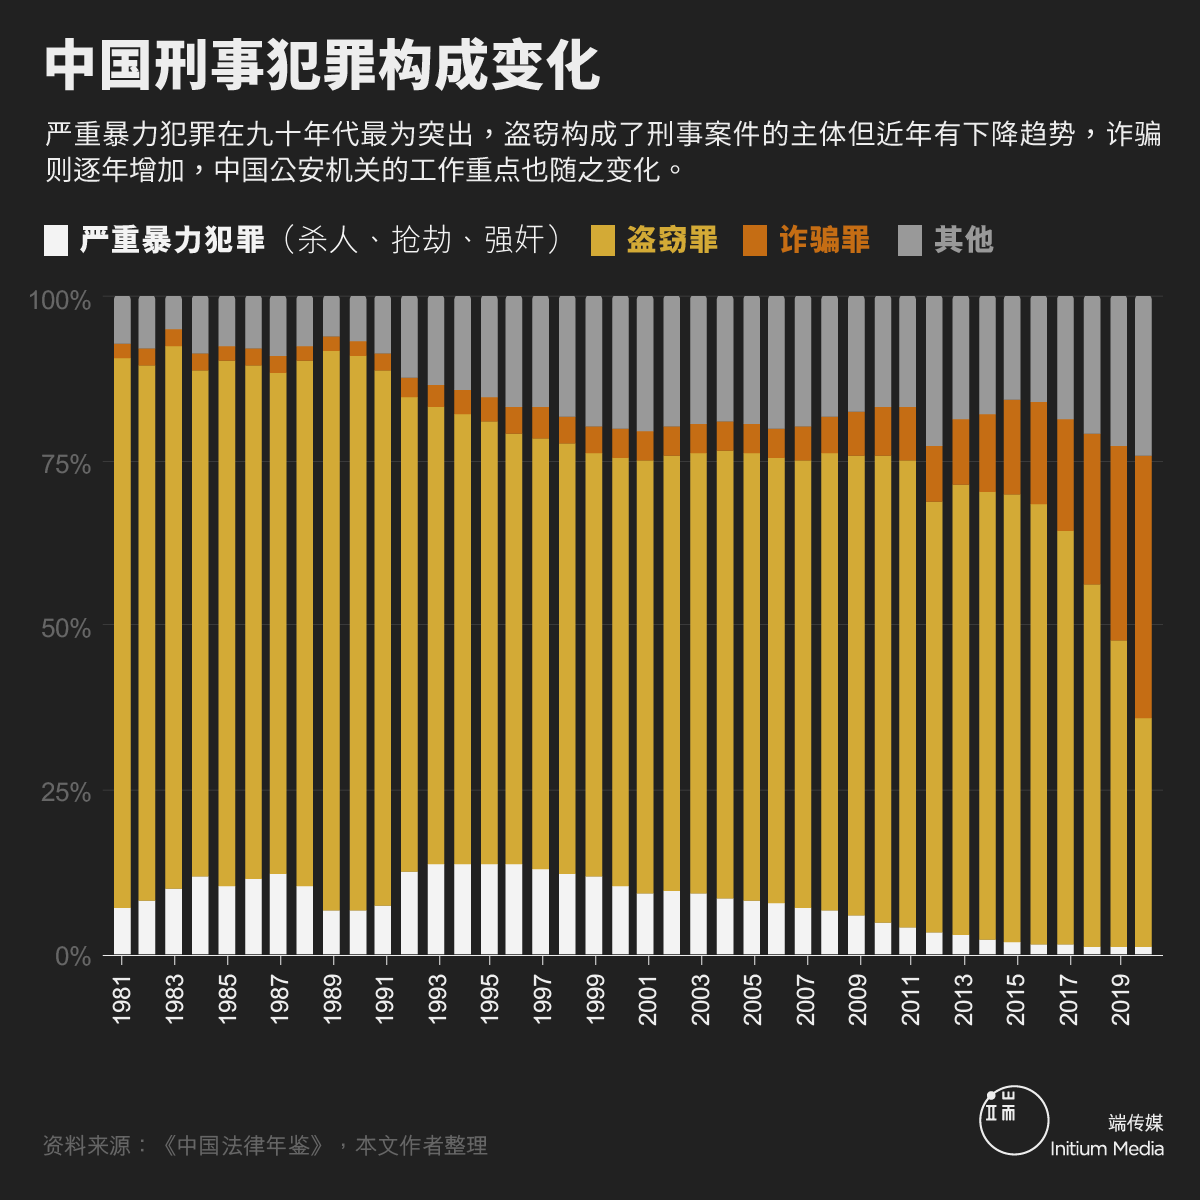 中国刑事犯罪构成变化
严重暴力犯罪在九十年代最为突出，盗窃构成了刑事案件的主体但近年有下降趋势，诈骗
则逐年增加，中国公安机关的工作重点也随之变化。
严重暴力犯罪（杀人、抢劫、强奸） 盗窃罪 诈骗罪 其他
100%
75%
50%
25%
0%
1981 1983 1985 1987 1989 1991 1993 1995 1997 1999 2001 2003 2005 2007 2009 2011 2013 2015 2017 2019
端传媒
Initium Media
资料来源：《中国法律年鉴》，本文作者整理